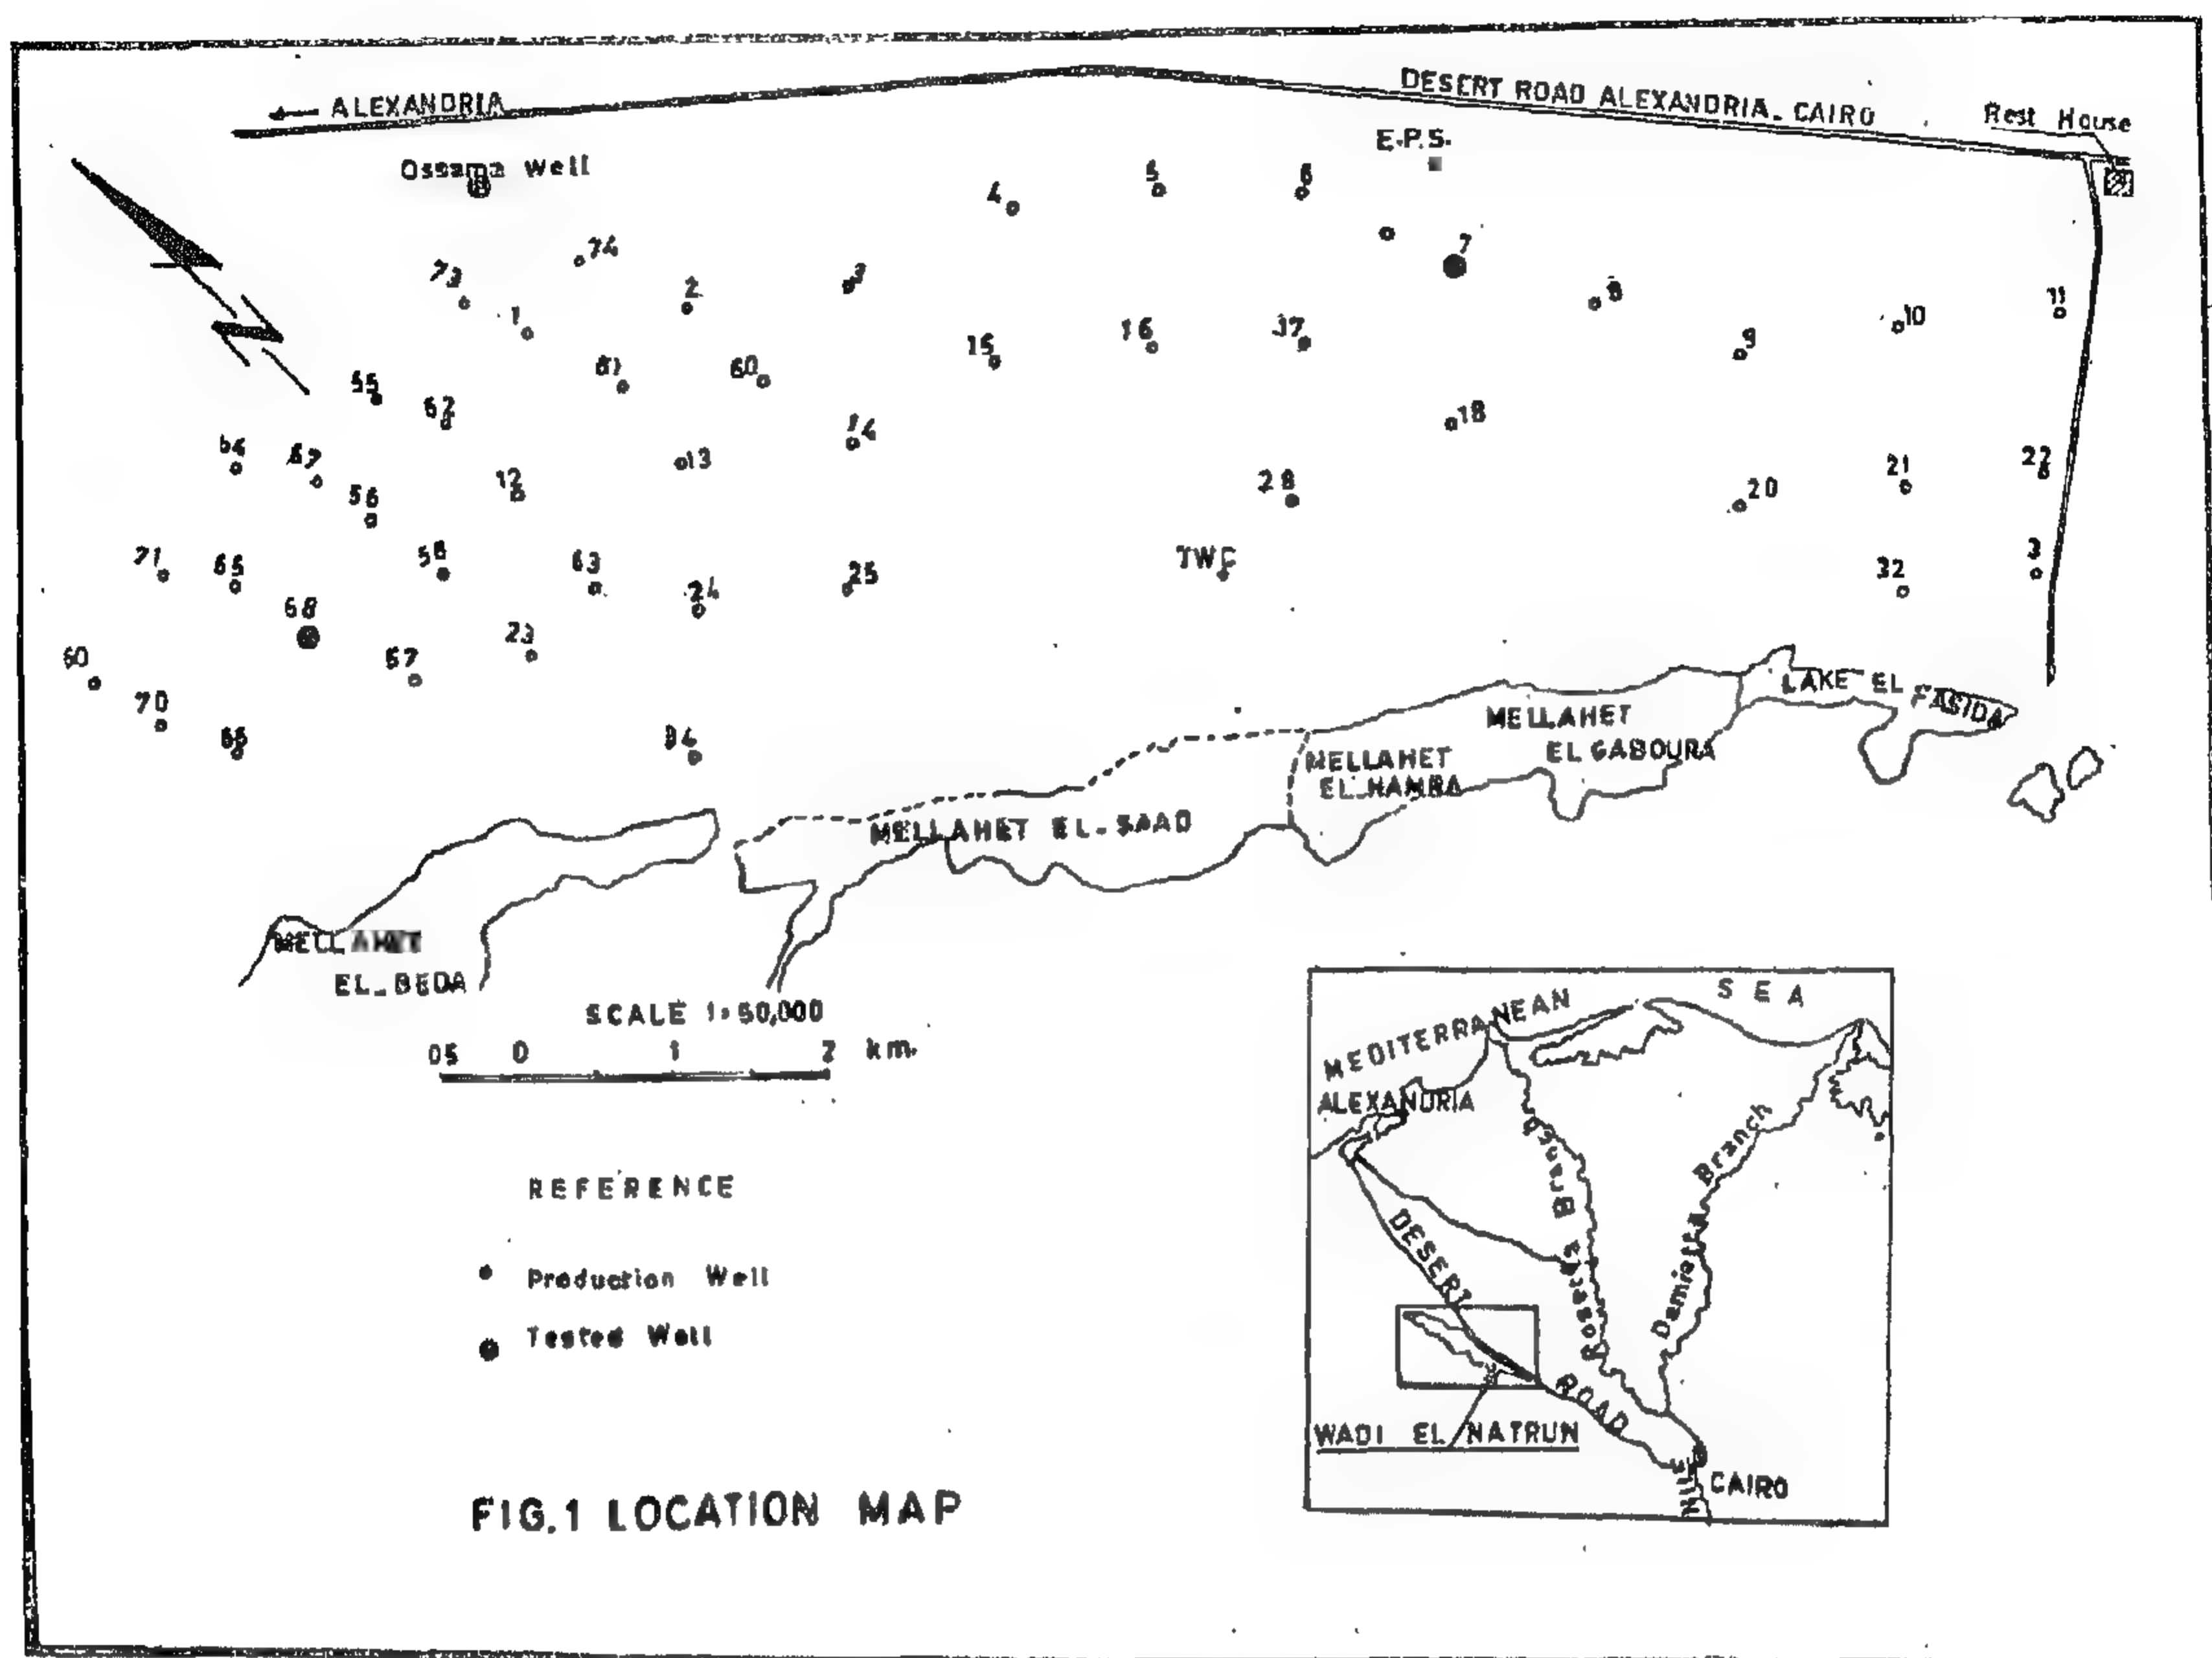 DESERT ROAD ALEXANDRIA - CAIRO
← ALEXANDRIA
Rest House
E.P.S.
Ossama Well
4
5
6
7
74
73
2
3
8
11
1
10
15
16
37
9
60
55
62
14
18
13
12
28
21
22
20
56
71
65
58
63
TWC
25
24
32
3
68
23
57
60
70
LAKE EL FASIDA
MELLAHET
EL GABOURA
MELLAHET
EL-HAMRA
MELLAHET EL-SAAD
MELLAHET
EL-BEDA
SCALE 1:50,000
05 0 1 2 km.
REFERENCE
Production Well
Tested Well
FIG.1 LOCATION MAP
MEDITERRANEAN SEA
ALEXANDRIA
Rosetta Branch
Damietta Branch
DESERT ROAD
WADI EL NATRUN
CAIRO
NILE